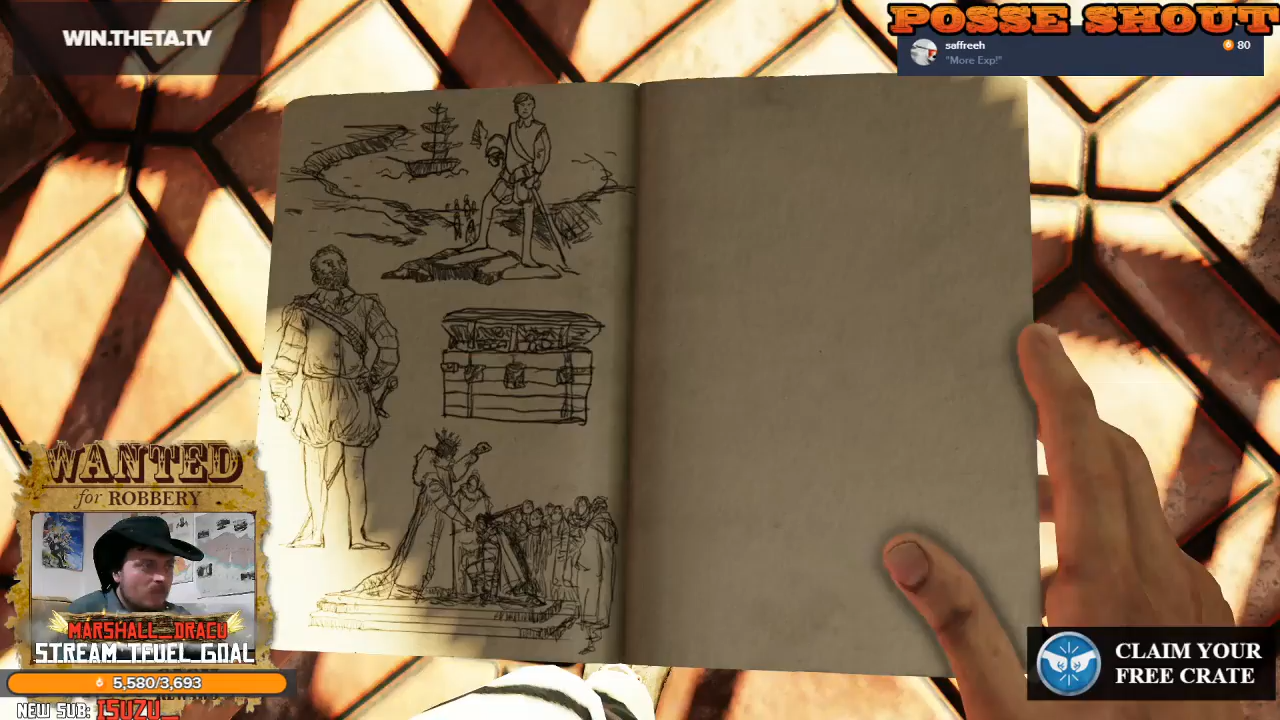 WIN.THETA.TV
POSSE SHOUT
saffreeh
80
"More Exp!"
WANTED
for ROBBERY
MARSHALL_DRACU
STREAM TFUEL GOAL
5,580/3,693
NEW SUB: ISUZU_
CLAIM YOUR
FREE CRATE